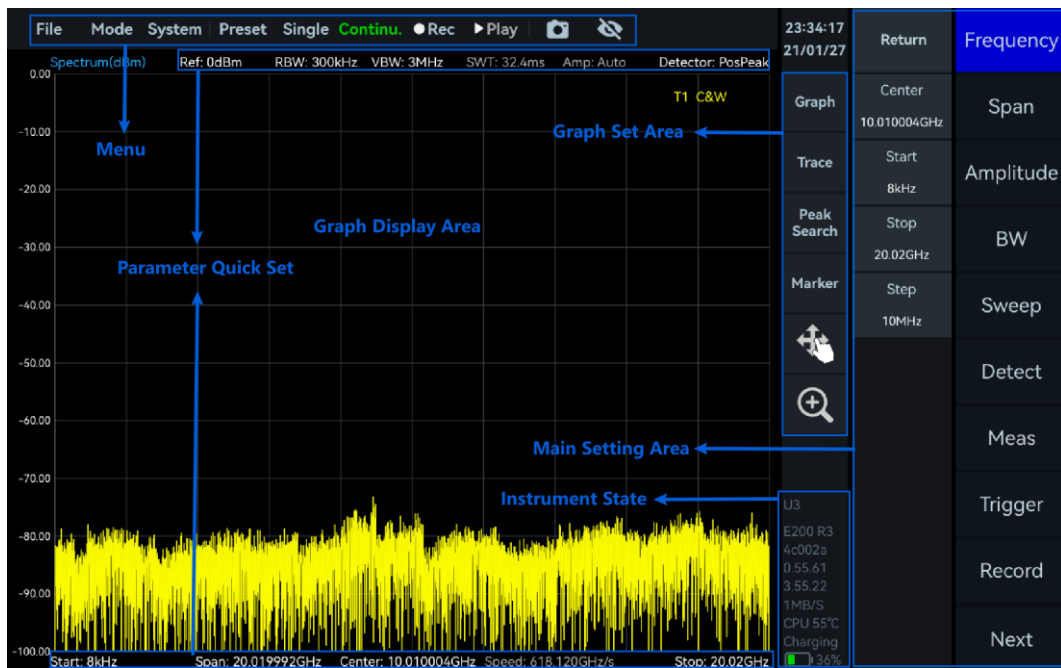 File Mode System Preset Single Continu. Rec Play
23:34:17
21/01/27
Spectrum(dBm) Ref: 0dBm RBW: 300kHz VBW: 3MHz SWT: 32.4ms Amp: Auto Detector: PosPeak
T1 C&W
0.00
-10.00
-20.00
-30.00
-40.00
-50.00
-60.00
-70.00
-80.00
-90.00
-100.00
Menu
Graph Set Area
Graph Display Area
Parameter Quick Set
Main Setting Area
Instrument State
Start: 8kHz Span: 20.019992GHz Center: 10.010004GHz Speed: 618.120GHz/s Stop: 20.02GHz
Graph
Trace
Peak
Search
Marker
U3
E200 R3
4c002a
0.55.61
3.55.22
1MB/S
CPU 55℃
Charging
36%
Return
Center
10.010004GHz
Start
8kHz
Stop
20.02GHz
Step
10MHz
Frequency
Span
Amplitude
BW
Sweep
Detect
Meas
Trigger
Record
Next